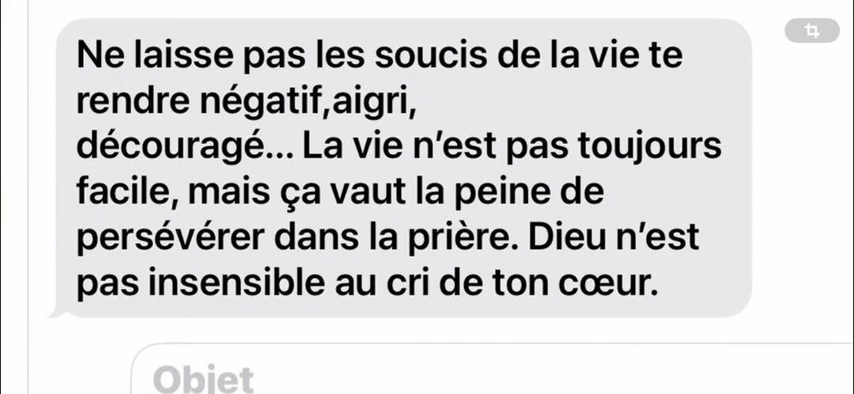 Ne laisse pas les soucis de la vie te
rendre négatif,aigri,
découragé... La vie n'est pas toujours
facile, mais ça vaut la peine de
persévérer dans la prière. Dieu n'est
pas insensible au cri de ton cœur.
Objet